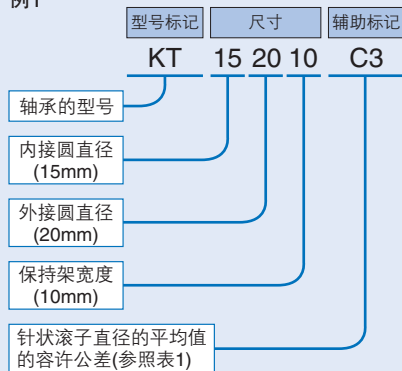 例1
型号标记 尺寸 辅助标记
KT 15 20 10 C3
轴承的型号
内接圆直径
(15mm)
外接圆直径
(20mm)
保持架宽度
(10mm)
针状滚子直径的平均值
的容许公差(参照表1)